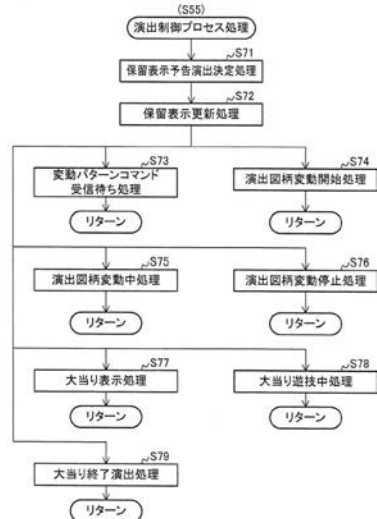 (S55)
演出制御プロセス処理
S71
保留表示予告演出決定処理
S72
保留表示更新処理
S73
変動パターンコマンド
受信待ち処理
リターン
S74
演出図柄変動開始処理
リターン
S75
演出図柄変動中処理
リターン
S76
演出図柄変動停止処理
リターン
S77
大当り表示処理
リターン
S78
大当り遊技中処理
リターン
S79
大当り終了演出処理
リターン